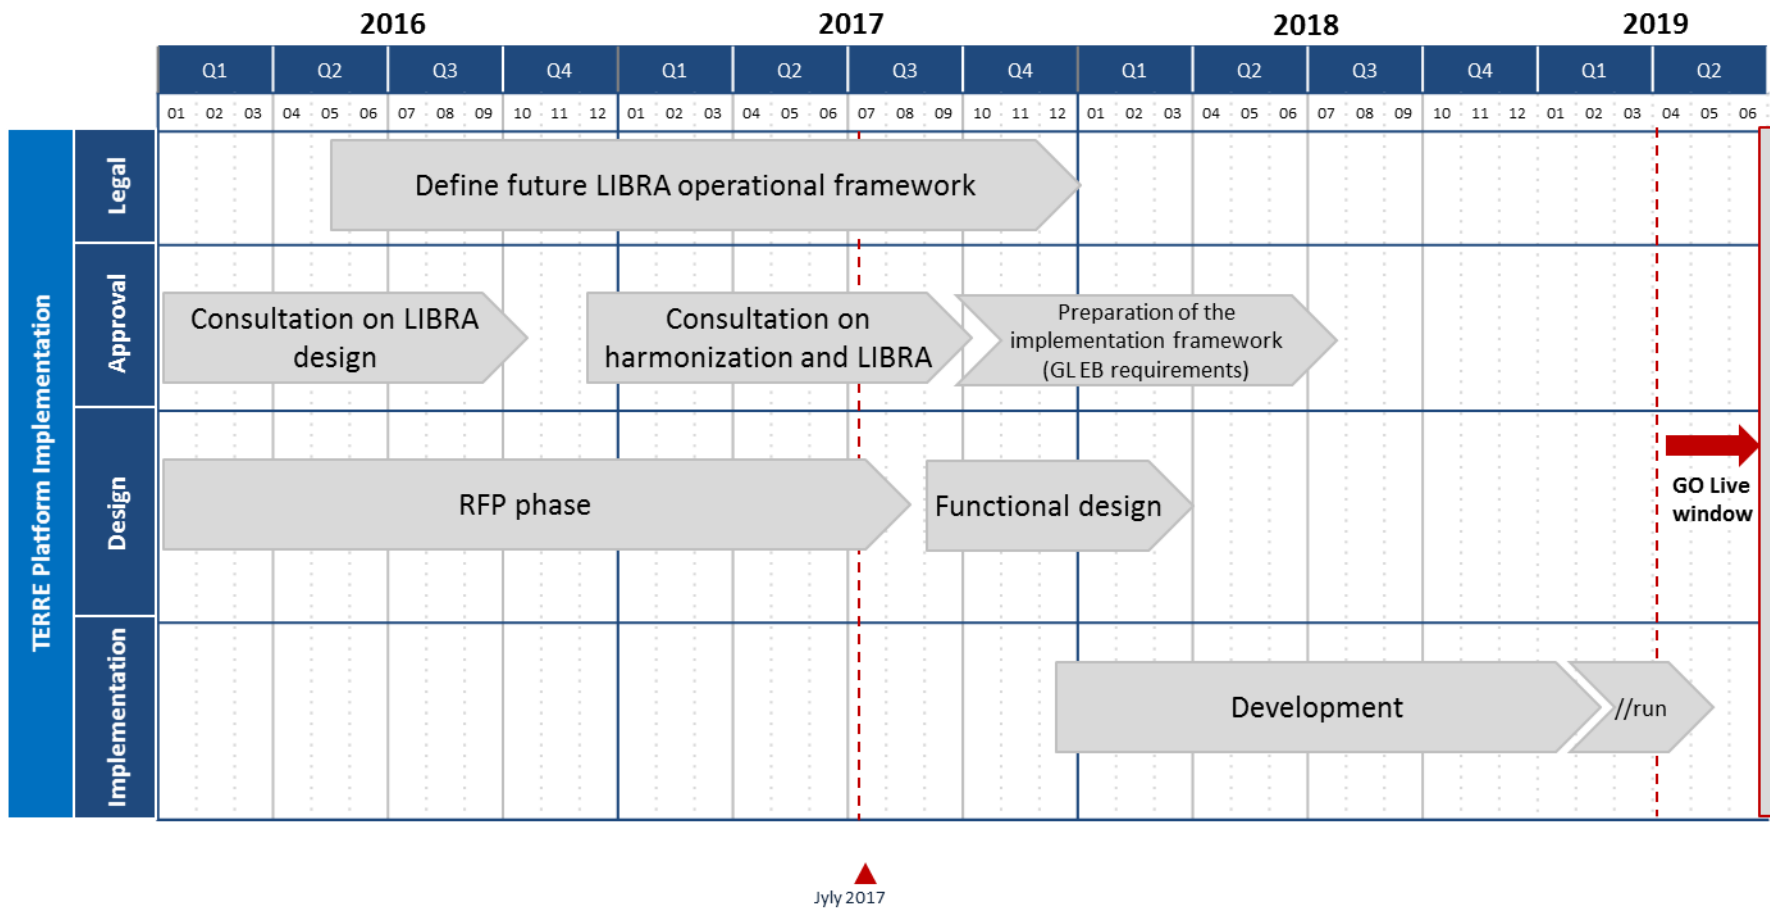 2016 2017 2018 2019
Q1 Q2 Q3 Q4 Q1 Q2 Q3 Q4 Q1 Q2 Q3 Q4 Q1 Q2
01 02 03 04 05 06 07 08 09 10 11 12 01 02 03 04 05 06 07 08 09 10 11 12 01 02 03 04 05 06 07 08 09 10 11 12 01 02 03 04 05 06
TERRE Platform Implementation
Legal
Define future LIBRA operational framework
Approval
Consultation on LIBRA
design
Consultation on
harmonization and LIBRA
Preparation of the
implementation framework
(GL EB requirements)
Design
RFP phase
Functional design
GO Live
window
Implementation
Development
//run
Jyly 2017